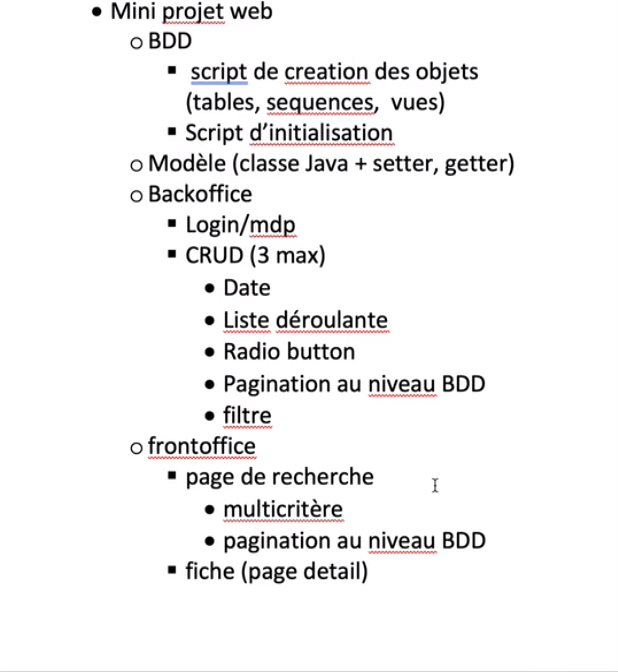 • Mini projet web
o BDD
▪ script de creation des objets
(tables, sequences, vues)
▪ Script d'initialisation
o Modèle (classe Java + setter, getter)
o Backoffice
▪ Login/mdp
▪ CRUD (3 max)
• Date
• Liste déroulante
• Radio button
• Pagination au niveau BDD
• filtre
o frontoffice
▪ page de recherche
• multicritère
• pagination au niveau BDD
▪ fiche (page detail)